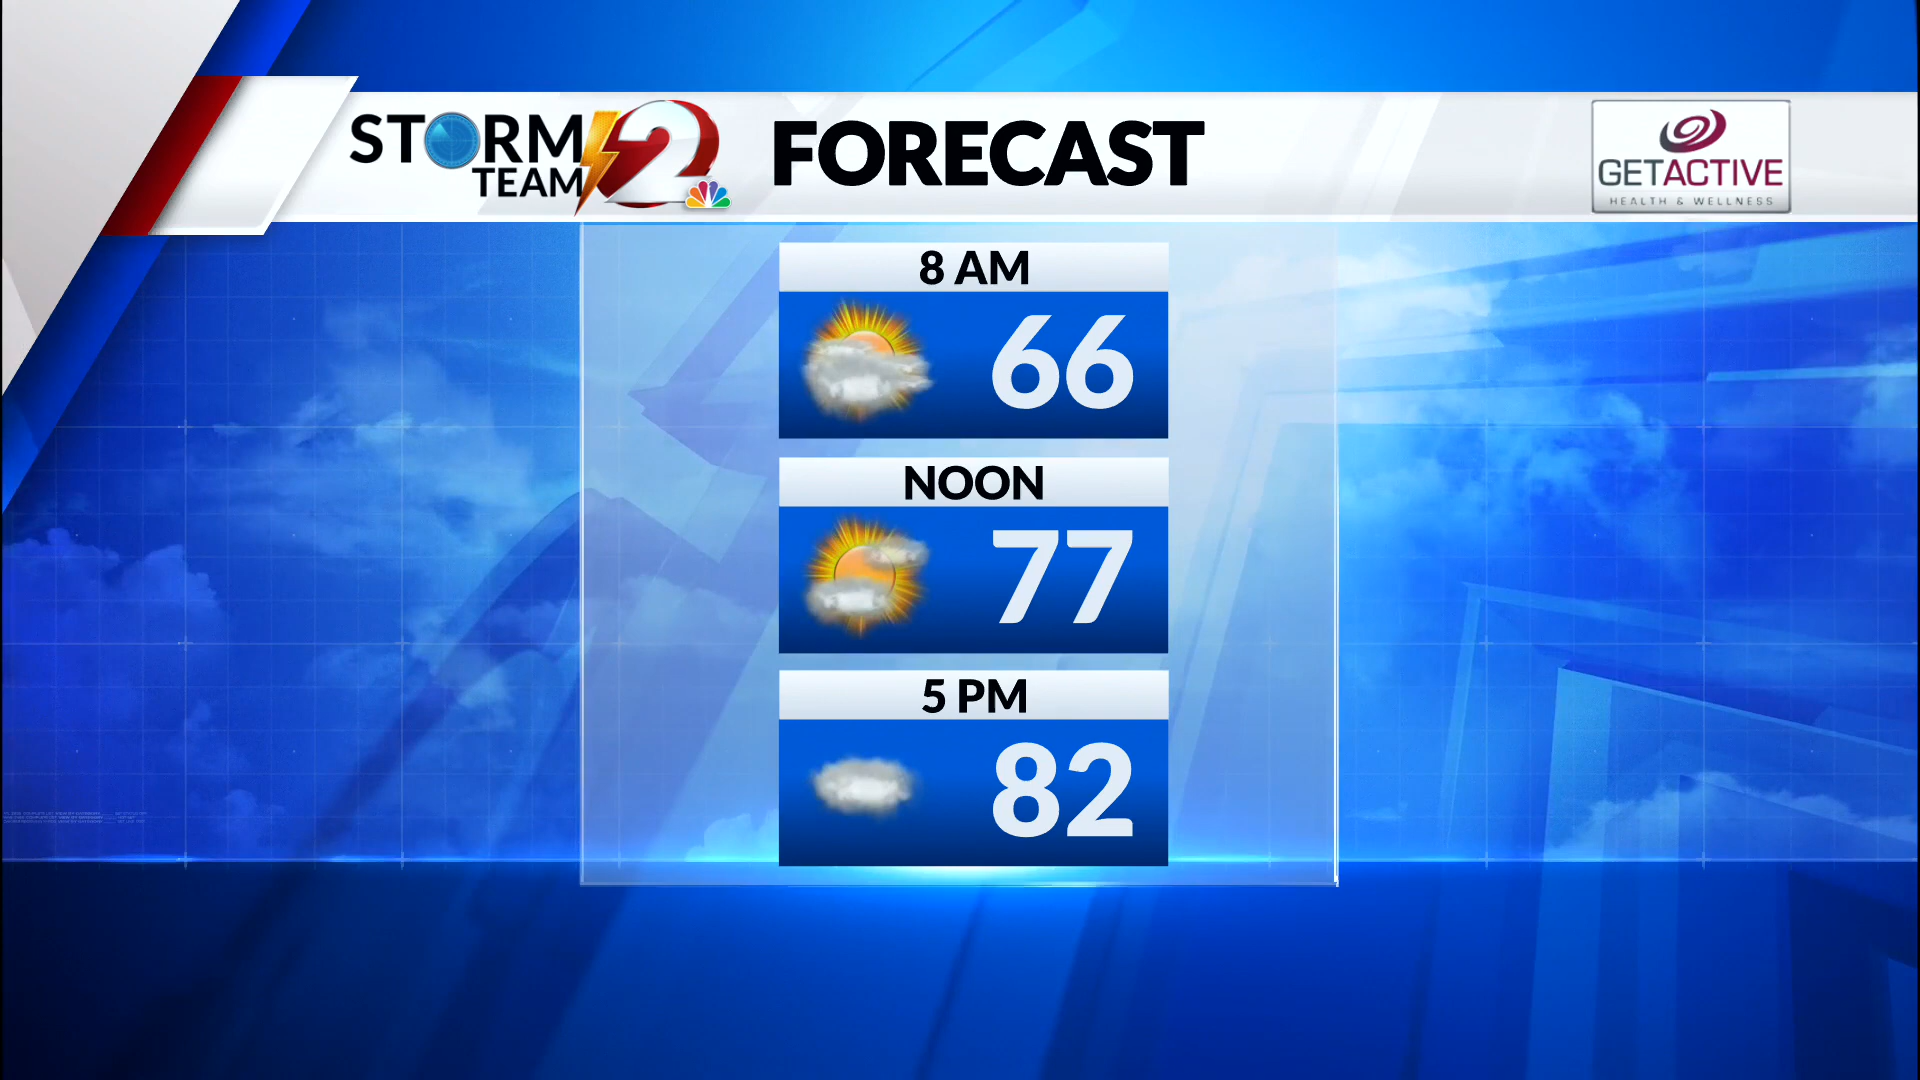 STORM
TEAM
2
FORECAST
GETACTIVE
HEALTH & WELLNESS
8 AM
66
NOON
77
5 PM
82